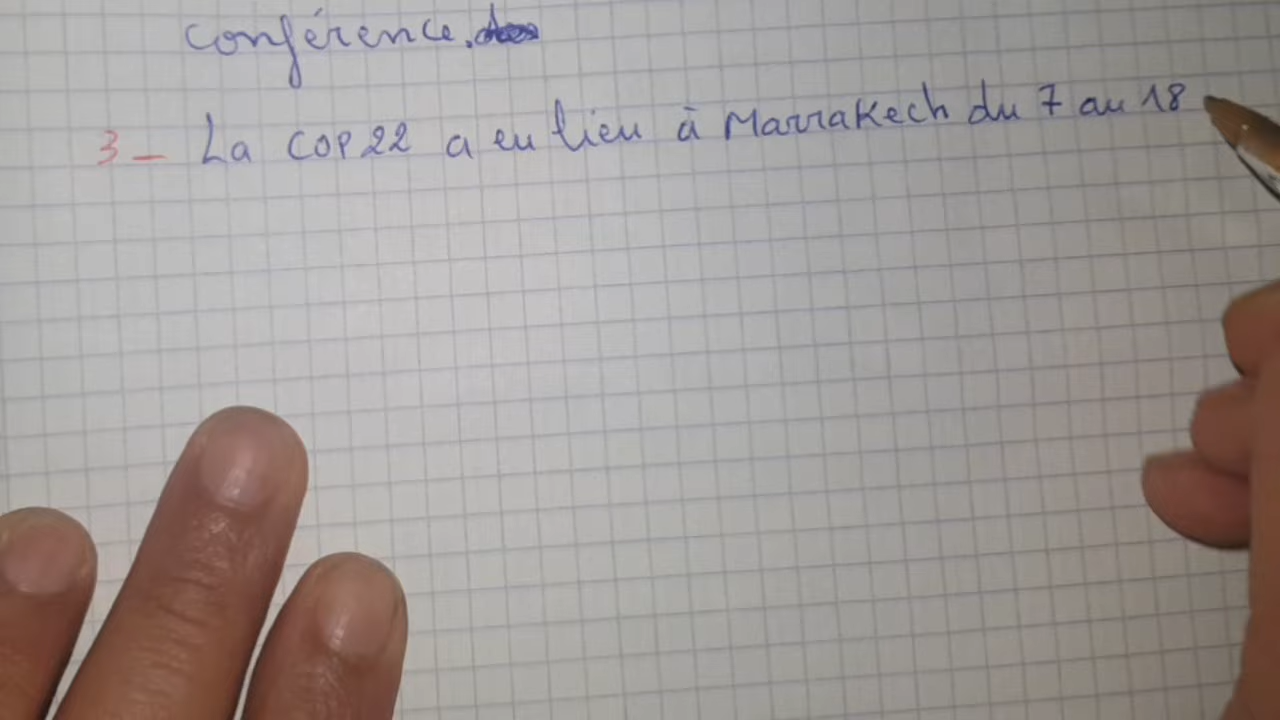 conférence.
3 - La COP22 a eu lieu à Marrakech du 7 au 18